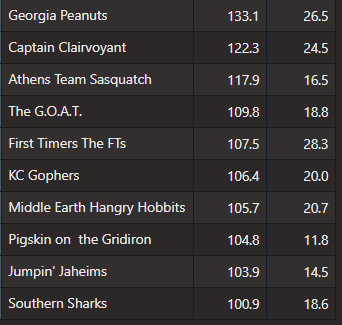 Georgia Peanuts 133.1 26.5
Captain Clairvoyant 122.3 24.5
Athens Team Sasquatch 117.9 16.5
The G.O.A.T. 109.8 18.8
First Timers The FTs 107.5 28.3
KC Gophers 106.4 20.0
Middle Earth Hangry Hobbits 105.7 20.7
Pigskin on  the Gridiron 104.8 11.8
Jumpin' Jaheims 103.9 14.5
Southern Sharks 100.9 18.6